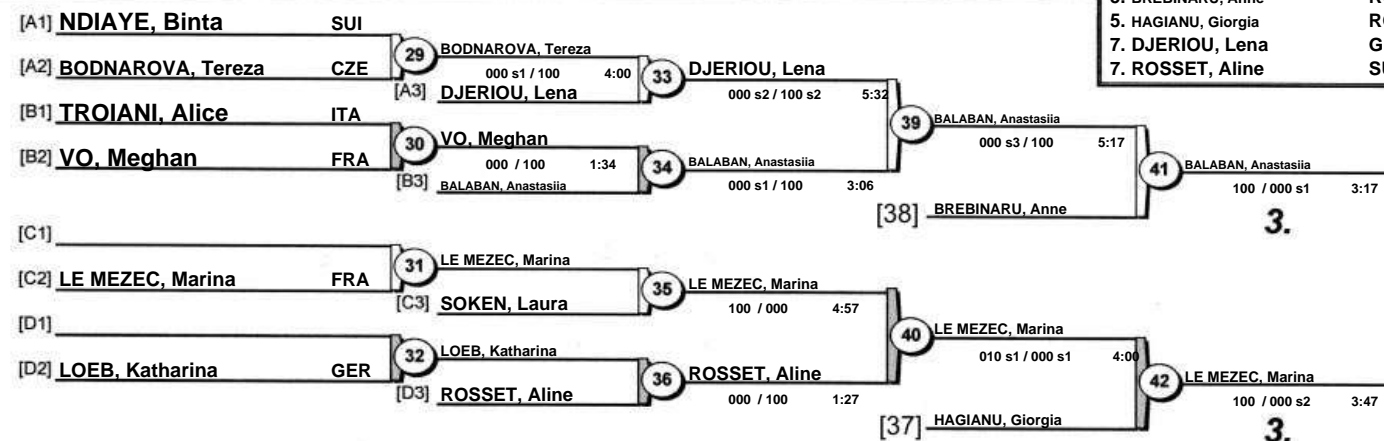 3. BREBINARU, Anne
5. HAGIANU, Giorgia
7. DJERIOU, Lena G
7. ROSSET, Aline SU
[A1] NDIAYE, Binta SUI
[A2] BODNAROVA, Tereza CZE
29
BODNAROVA, Tereza
000 s1 / 100 4:00
[A3] DJERIOU, Lena
33
DJERIOU, Lena
000 s2 / 100 s2 5:32
[B1] TROIANI, Alice ITA
[B2] VO, Meghan FRA
30
VO, Meghan
000 / 100 1:34
[B3] BALABAN, Anastasiia
34
BALABAN, Anastasiia
000 s1 / 100 3:06
39
BALABAN, Anastasiia
000 s3 / 100 5:17
[38] BREBINARU, Anne
41
BALABAN, Anastasiia
100 / 000 s1 3:17
3.
[C1]
[C2] LE MEZEC, Marina FRA
31
LE MEZEC, Marina
[C3] SOKEN, Laura
35
LE MEZEC, Marina
100 / 000 4:57
[D1]
[D2] LOEB, Katharina GER
32
LOEB, Katharina
[D3] ROSSET, Aline
36
ROSSET, Aline
000 / 100 1:27
40
LE MEZEC, Marina
010 s1 / 000 s1 4:00
[37] HAGIANU, Giorgia
42
LE MEZEC, Marina
100 / 000 s2 3:47
3.